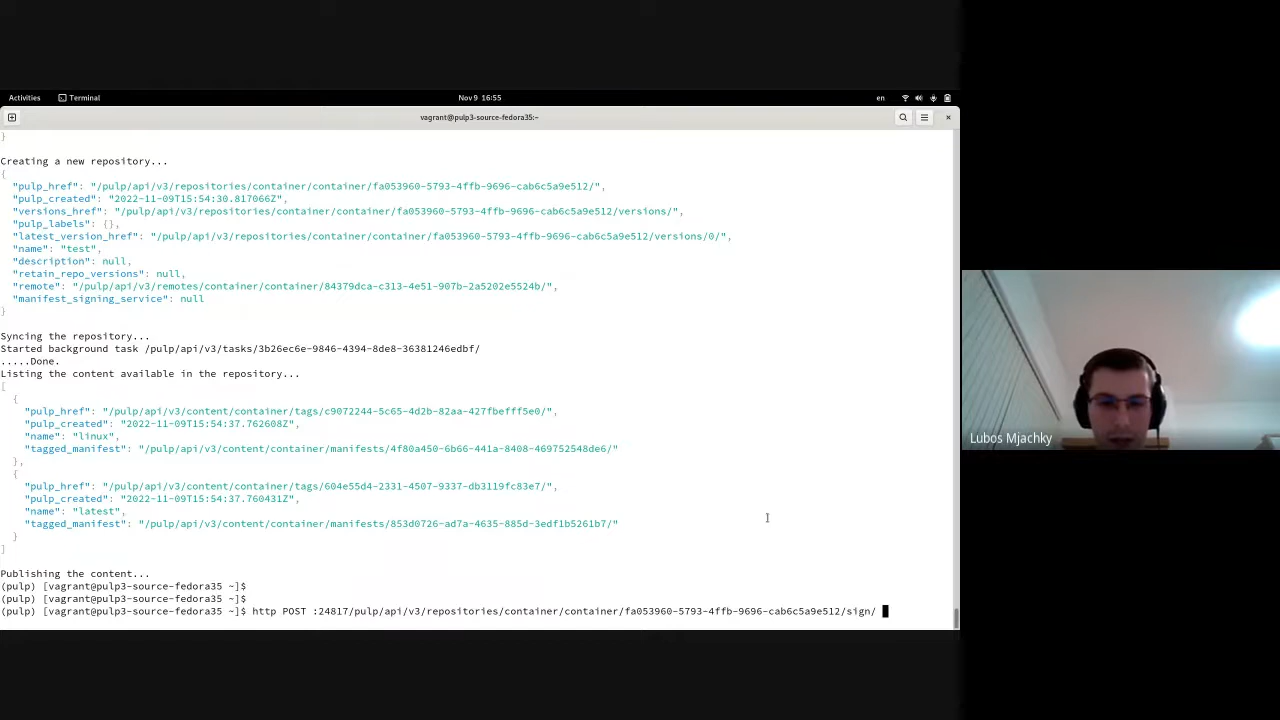 Activities Terminal Nov 9 16:55 en
vagrant@pulp3-source-fedora35:~
}
Creating a new repository...
{
"pulp_href": "/pulp/api/v3/repositories/container/container/fa053960-5793-4ffb-9696-cab6c5a9e512/",
"pulp_created": "2022-11-09T15:54:30.817066Z",
"versions_href": "/pulp/api/v3/repositories/container/container/fa053960-5793-4ffb-9696-cab6c5a9e512/versions/",
"pulp_labels": {},
"latest_version_href": "/pulp/api/v3/repositories/container/container/fa053960-5793-4ffb-9696-cab6c5a9e512/versions/0/",
"name": "test",
"description": null,
"retain_repo_versions": null,
"remote": "/pulp/api/v3/remotes/container/container/84379dca-c313-4e51-907b-2a5202e5524b/",
"manifest_signing_service": null
}
Syncing the repository...
Started background task /pulp/api/v3/tasks/3b26ec6e-9846-4394-8de8-36381246edbf/
.....Done.
Listing the content available in the repository...
[
{
"pulp_href": "/pulp/api/v3/content/container/tags/c9072244-5c65-4d2b-82aa-427fbefff5e0/",
"pulp_created": "2022-11-09T15:54:37.762608Z",
"name": "linux",
"tagged_manifest": "/pulp/api/v3/content/container/manifests/4f80a450-6b66-441a-8408-469752548de6/"
},
{
"pulp_href": "/pulp/api/v3/content/container/tags/604e55d4-2331-4507-9337-db3119fc83e7/",
"pulp_created": "2022-11-09T15:54:37.760431Z",
"name": "latest",
"tagged_manifest": "/pulp/api/v3/content/container/manifests/853d0726-ad7a-4635-885d-3edf1b5261b7/"
}
]
Publishing the content...
(pulp) [vagrant@pulp3-source-fedora35 ~]$
(pulp) [vagrant@pulp3-source-fedora35 ~]$
(pulp) [vagrant@pulp3-source-fedora35 ~]$ http POST :24817/pulp/api/v3/repositories/container/container/fa053960-5793-4ffb-9696-cab6c5a9e512/sign/
Lubos Mjachky